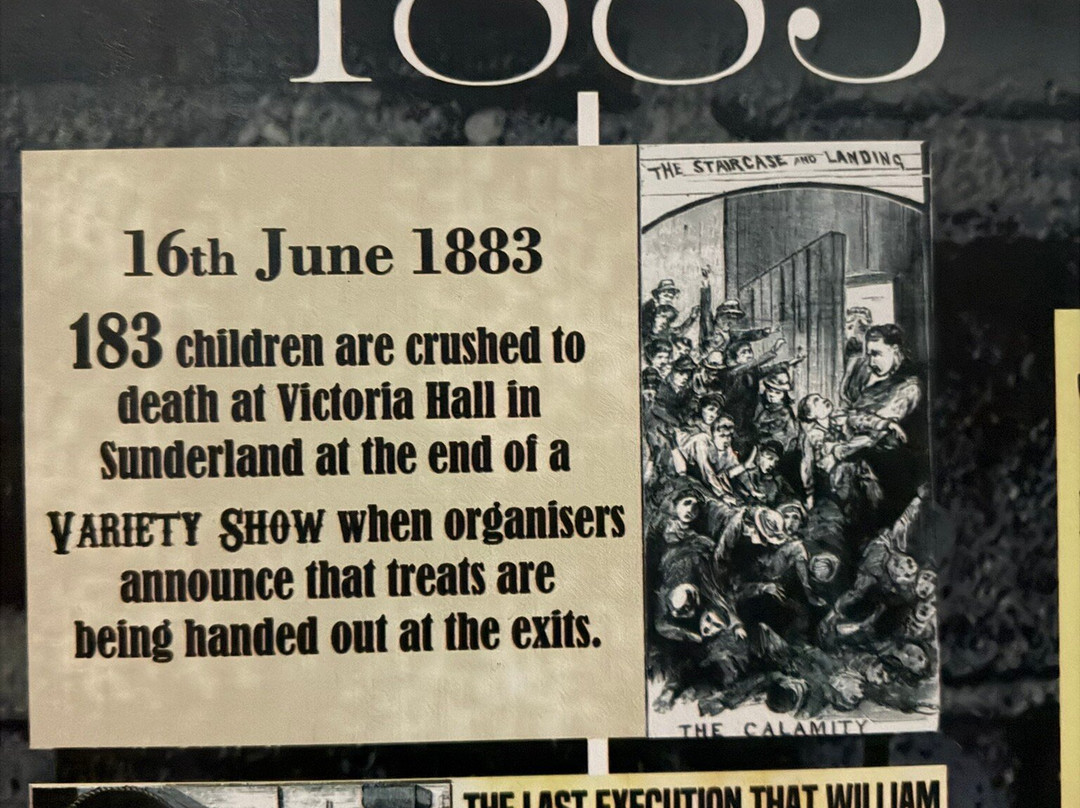 1883
16th June 1883
183 children are crushed to
death at Victoria Hall in
Sunderland at the end of a
VARIETY SHOW when organisers
announce that treats are
being handed out at the exits.
THE STAIRCASE AND LANDING
THE CALAMITY
THE LAST EXECUTION THAT WILLIAM